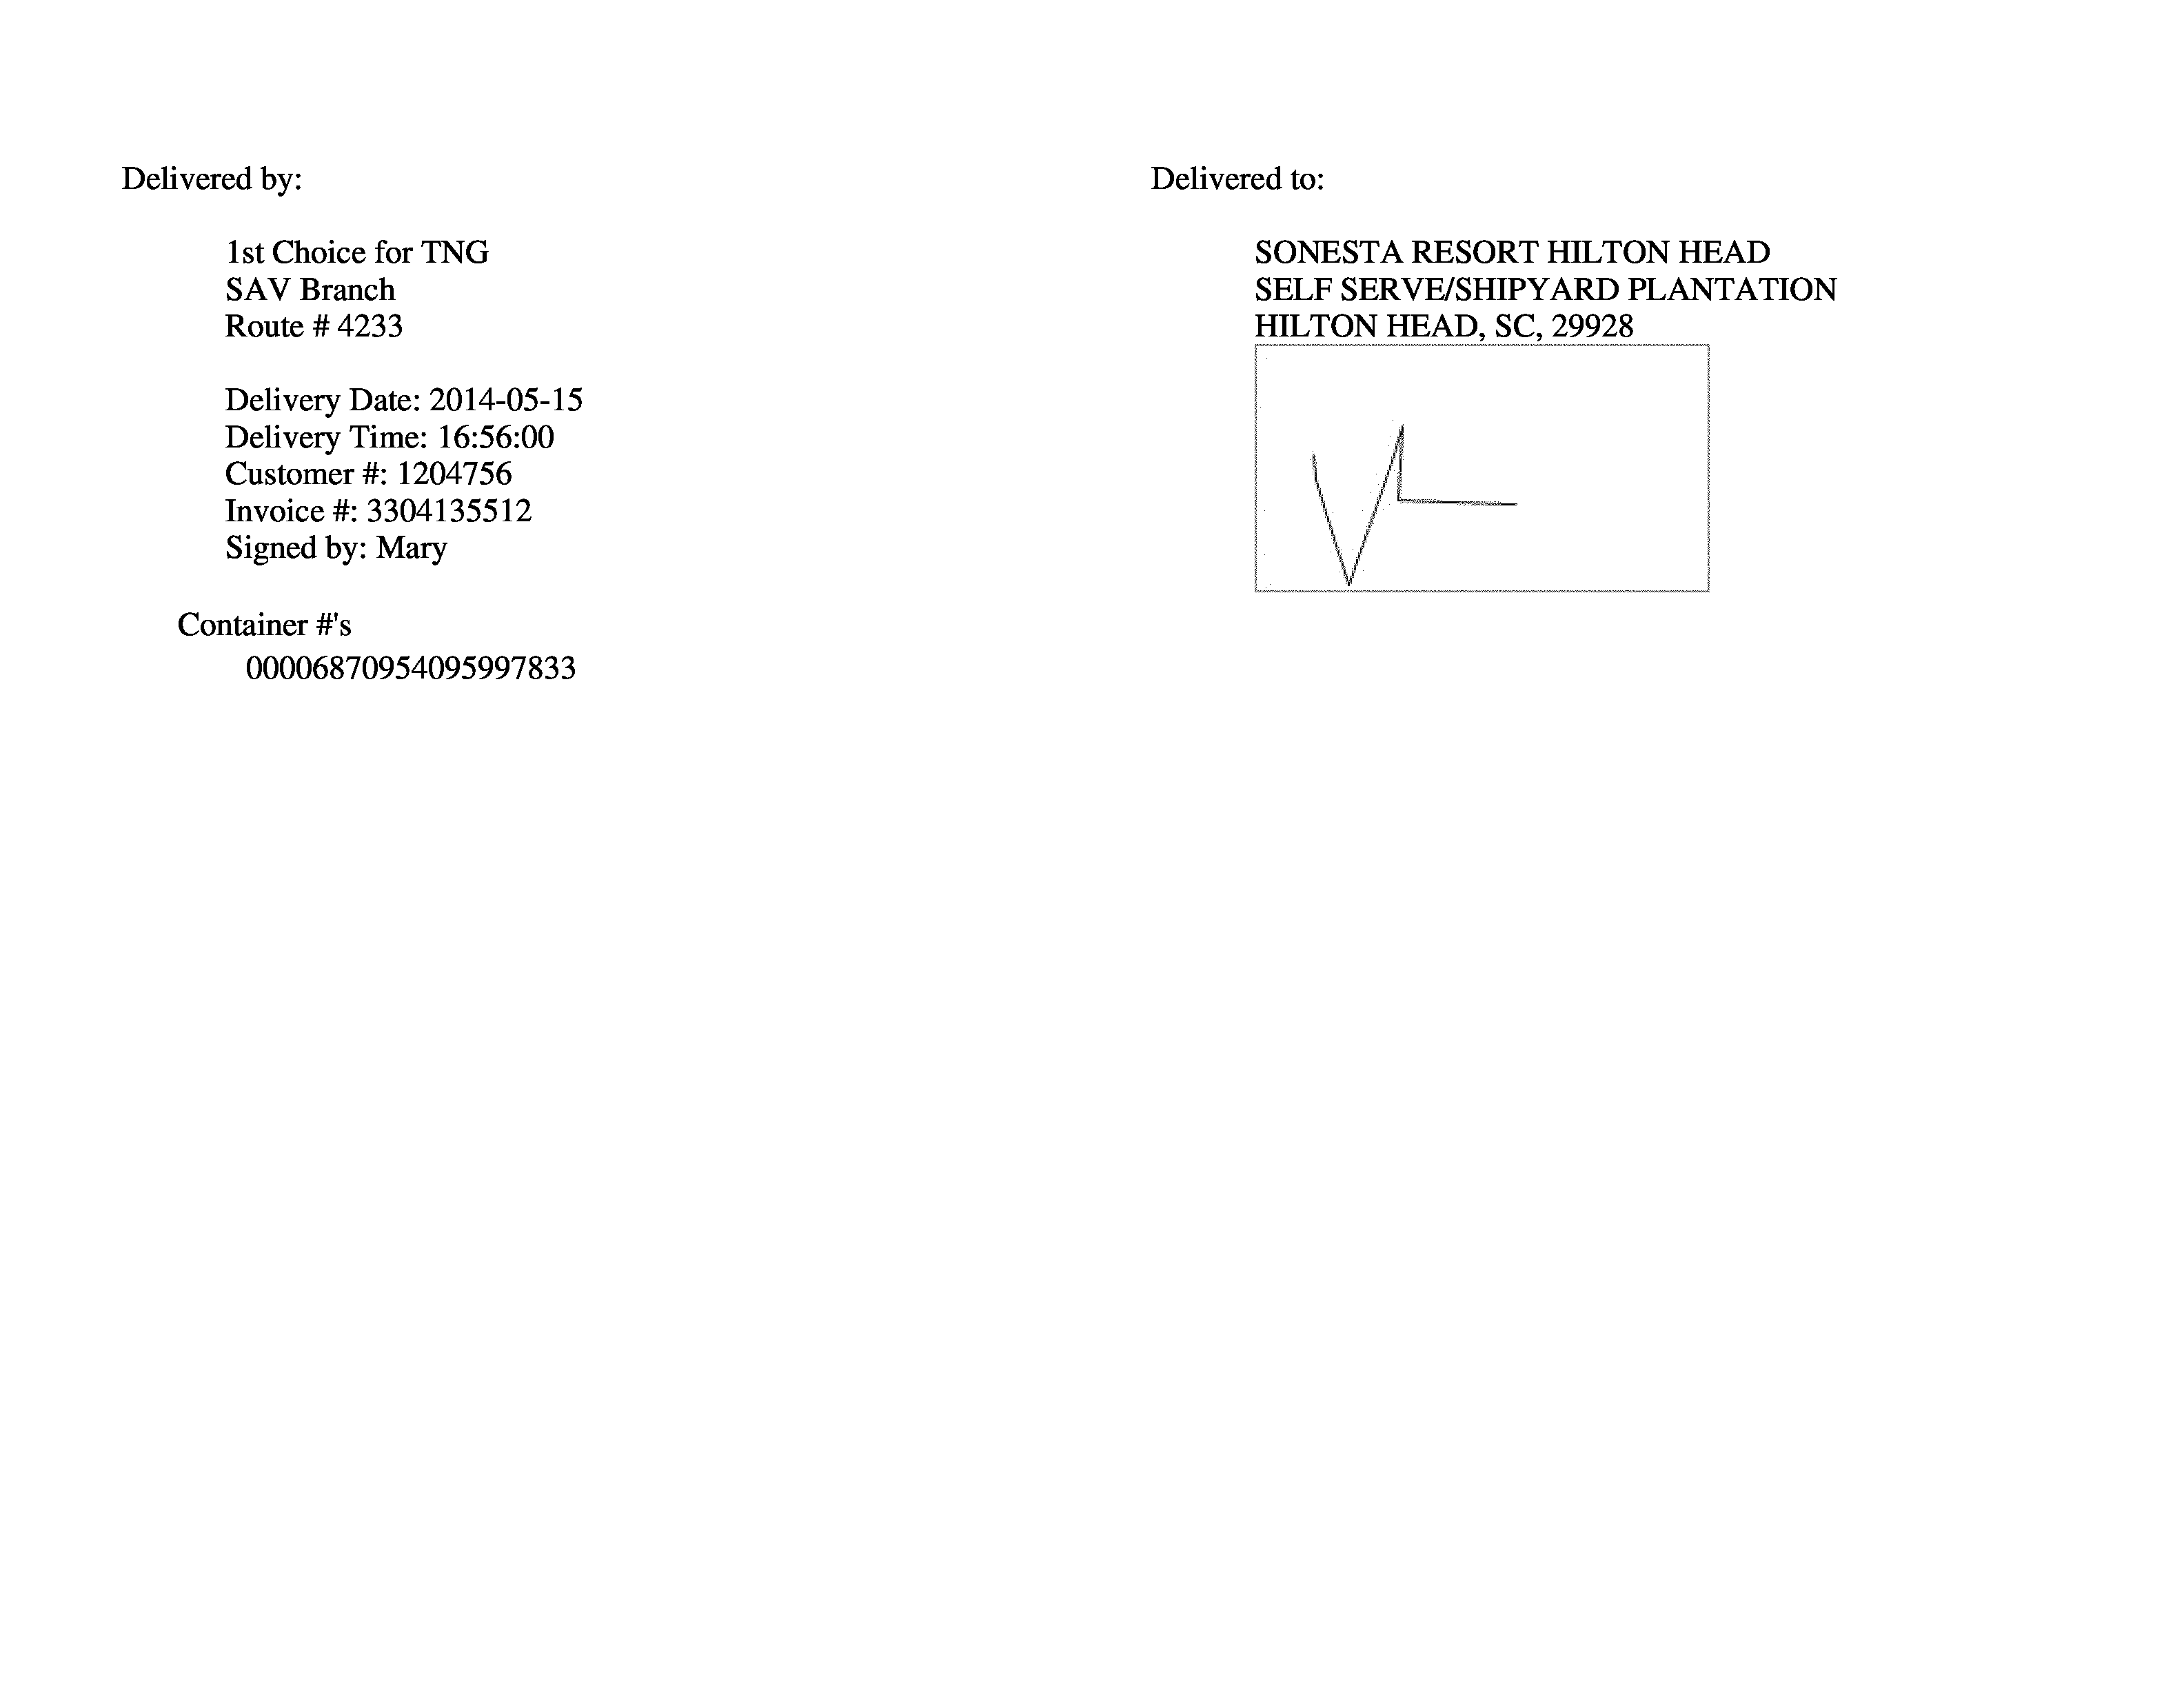 Delivered by:
1st Choice for TNG
SAV Branch
Route # 4233
Delivery Date: 2014-05-15
Delivery Time: 16:56:00
Customer #: 1204756
Invoice #: 3304135512
Signed by: Mary
Container #'s
00006870954095997833
Delivered to:
SONESTA RESORT HILTON HEAD
SELF SERVE/SHIPYARD PLANTATION
HILTON HEAD, SC, 29928